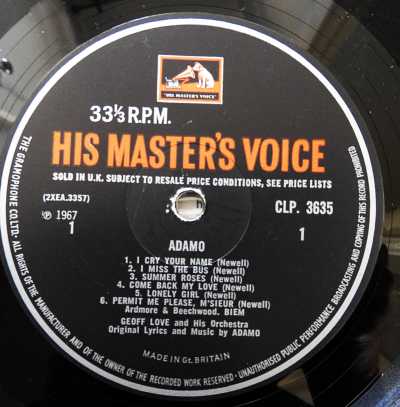 "HIS MASTER'S VOICE"
33⅓ R.P.M.
HIS MASTER'S VOICE
SOLD IN U.K. SUBJECT TO RESALE PRICE CONDITIONS, SEE PRICE LISTS
(2XEA.3357)
CLP. 3635
℗ 1967
1
1
ADAMO
1. I CRY YOUR NAME (Newell)
2. I MISS THE BUS (Newell)
3. SUMMER ROSES (Newell)
4. COME BACK MY LOVE (Newell)
5. LONELY GIRL (Newell)
6. PERMIT ME PLEASE, M'SIEUR (Newell)
Ardmore & Beechwood. BIEM
GEOFF LOVE and His Orchestra
Original Lyrics and Music by ADAMO
MADE IN Gt. BRITAIN
THE GRAMOPHONE CO. LTD. ALL RIGHTS OF THE MANUFACTURER AND OF THE OWNER OF THE RECORDED WORK RESERVED · UNAUTHORISED PUBLIC PERFORMANCE BROADCASTING AND COPYING OF THIS RECORD PROHIBITED